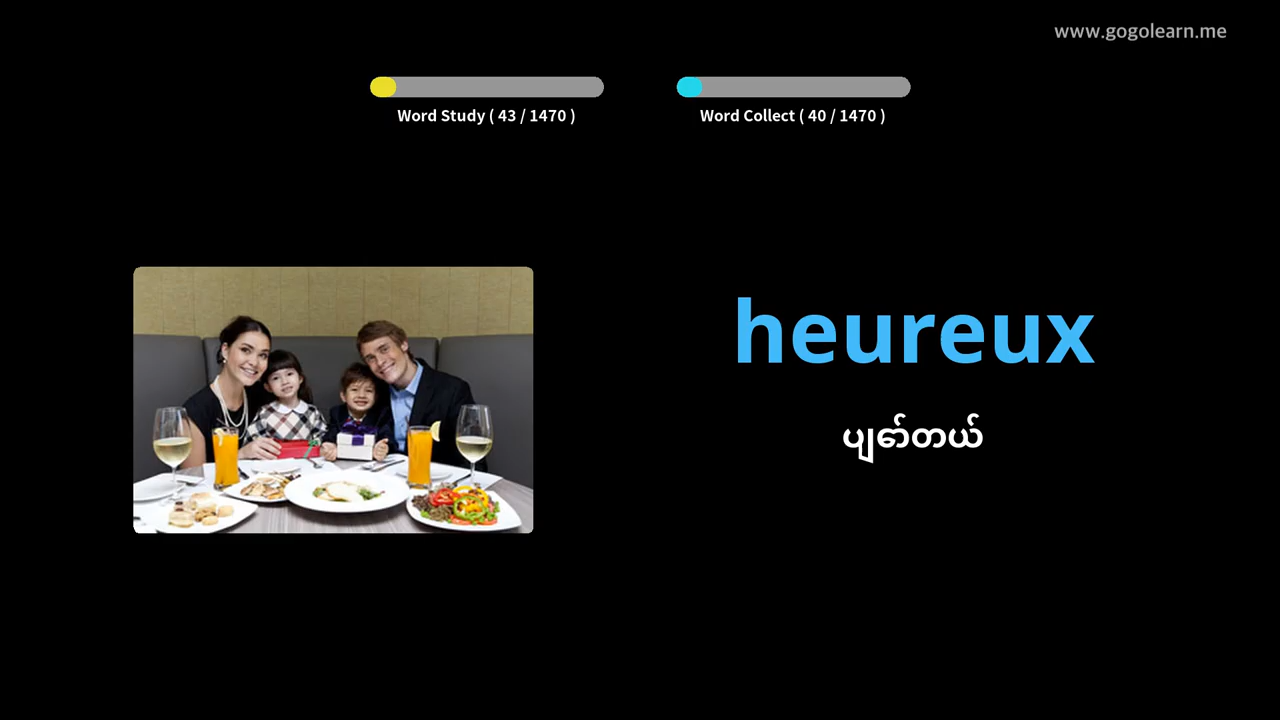 www.gogolearn.me
Word Study ( 43 / 1470 )
Word Collect ( 40 / 1470 )
heureux
ပျော်တယ်